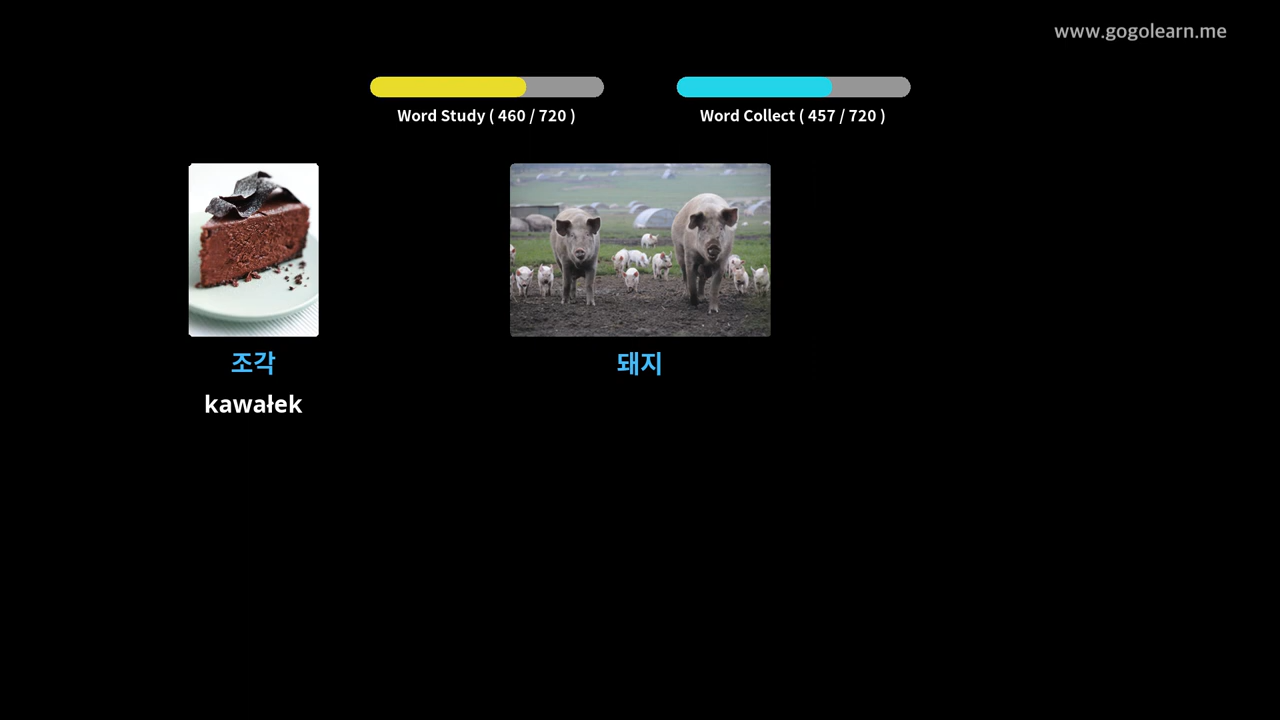 www.gogolearn.me
Word Study ( 460 / 720 )
Word Collect ( 457 / 720 )
조각
돼지
kawałek